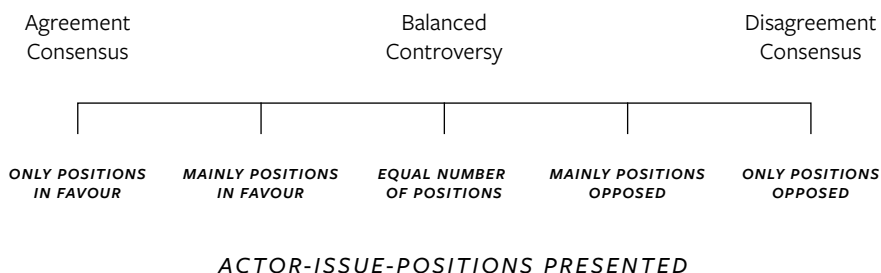 Agreement
Consensus
Balanced
Controversy
Disagreement
Consensus
ONLY POSITIONS
IN FAVOUR
MAINLY POSITIONS
IN FAVOUR
EQUAL NUMBER
OF POSITIONS
MAINLY POSITIONS
OPPOSED
ONLY POSITIONS
OPPOSED
ACTOR-ISSUE-POSITIONS PRESENTED